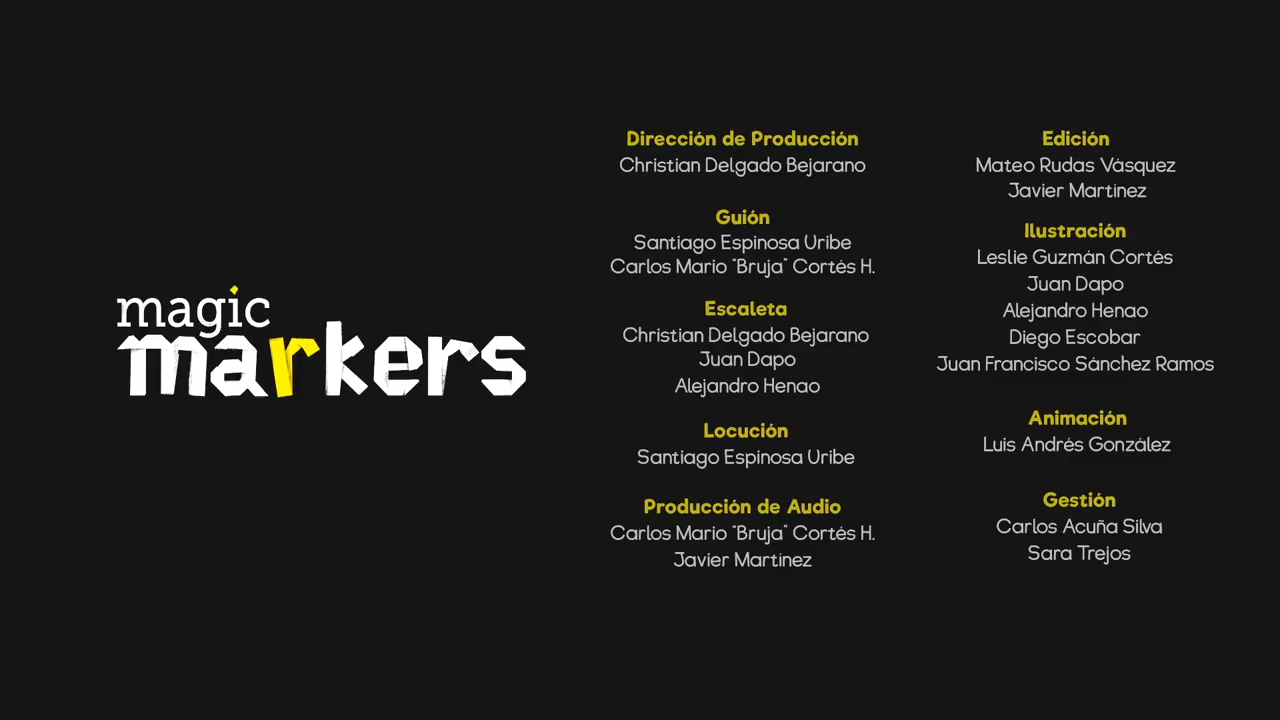 magic
markers
Dirección de Producción
Christian Delgado Bejarano
Guión
Santiago Espinosa Uribe
Carlos Mario "Bruja" Cortés H.
Escaleta
Christian Delgado Bejarano
Juan Dapo
Alejandro Henao
Locución
Santiago Espinosa Uribe
Producción de Audio
Carlos Mario "Bruja" Cortés H.
Javier Martínez
Edición
Mateo Rudas Vásquez
Javier Martínez
Ilustración
Leslie Guzmán Cortés
Juan Dapo
Alejandro Henao
Diego Escobar
Juan Francisco Sánchez Ramos
Animación
Luis Andrés González
Gestión
Carlos Acuña Silva
Sara Trejos